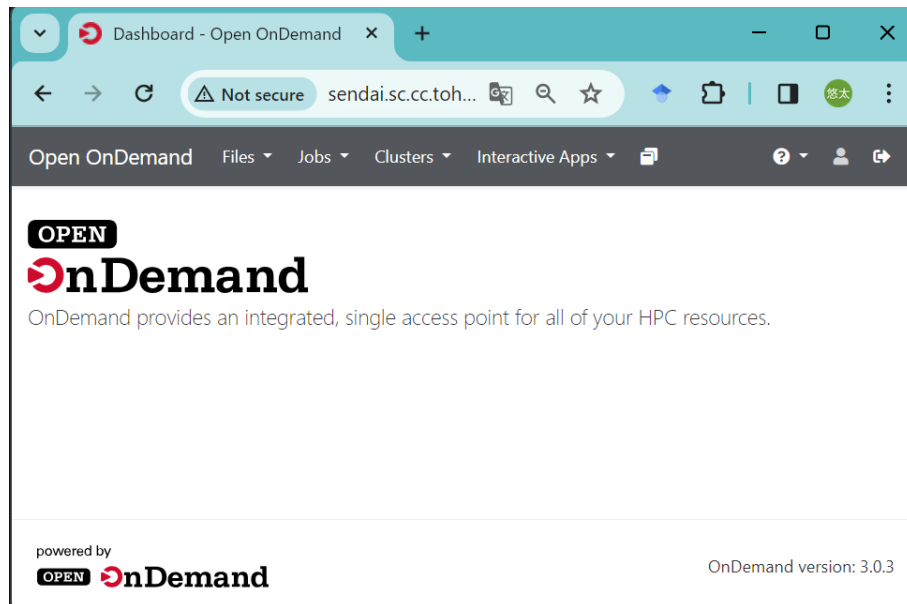 Dashboard - Open OnDemand
Not secure sendai.sc.cc.toh... 悠太
Open OnDemand Files Jobs Clusters Interactive Apps
OPEN
OnDemand
OnDemand provides an integrated, single access point for all of your HPC resources.
powered by
OPEN OnDemand
OnDemand version: 3.0.3